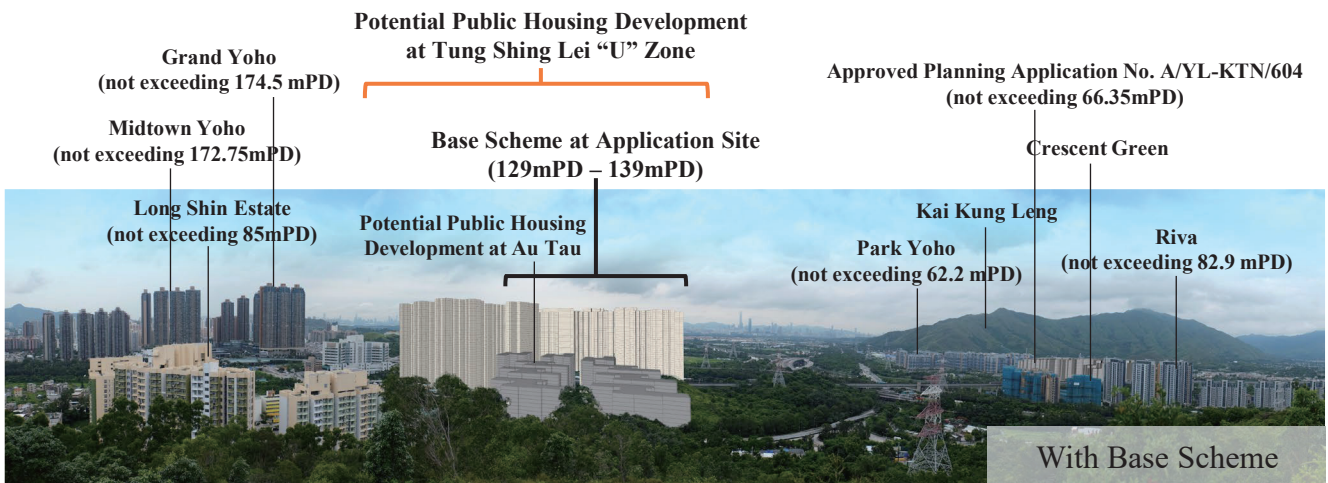 Potential Public Housing Development
at Tung Shing Lei “U” Zone
Grand Yoho
(not exceeding 174.5 mPD)
Approved Planning Application No. A/YL-KTN/604
(not exceeding 66.35mPD)
Midtown Yoho
(not exceeding 172.75mPD)
Base Scheme at Application Site
(129mPD – 139mPD)
Crescent Green
Long Shin Estate
(not exceeding 85mPD)
Potential Public Housing
Development at Au Tau
Kai Kung Leng
Park Yoho
(not exceeding 62.2 mPD)
Riva
(not exceeding 82.9 mPD)
With Base Scheme